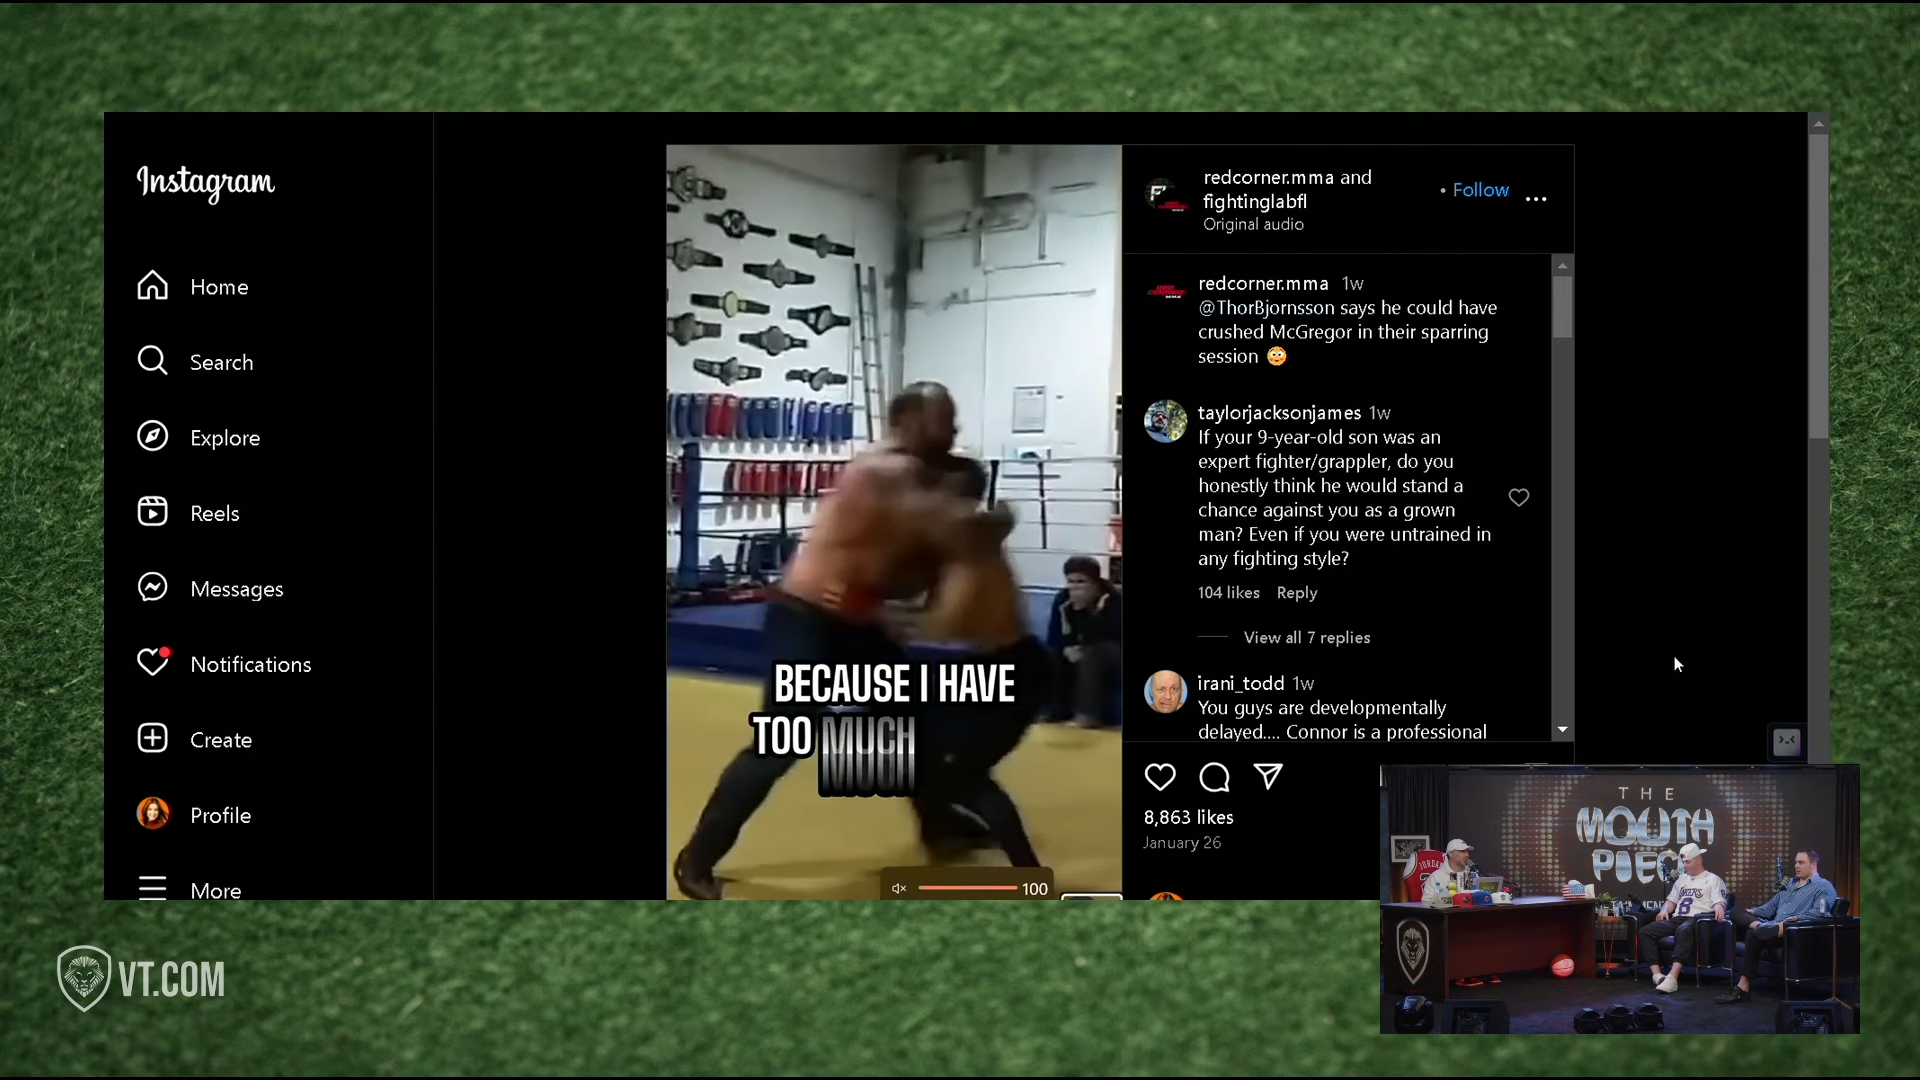 Instagram
Home
Search
Explore
Reels
Messages
Notifications
Create
Profile
More
BECAUSE I HAVE
TOO MUCH
100
redcorner.mma and
fightinglabfl
Original audio
• Follow
redcorner.mma 1w
@ThorBjornsson says he could have
crushed McGregor in their sparring
session
taylorjacksonjames 1w
If your 9-year-old son was an
expert fighter/grappler, do you
honestly think he would stand a
chance against you as a grown
man? Even if you were untrained in
any fighting style?
104 likes Reply
View all 7 replies
irani_todd 1w
You guys are developmentally
delayed.... Connor is a professional
8,863 likes
January 26
THE
MOUTH
PIECE
JORDAN
LAKERS
8
VT.COM